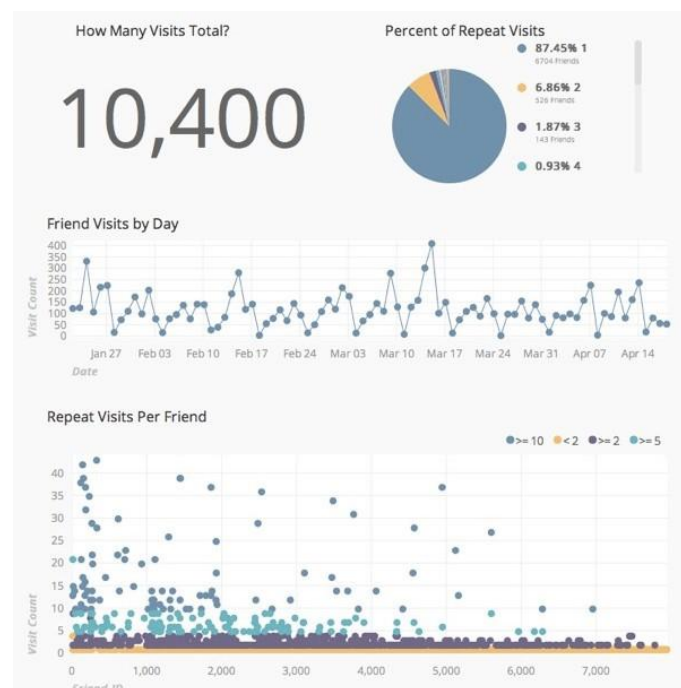 How Many Visits Total?
10,400
Percent of Repeat Visits
87.45% 1
6704 Friends
6.86% 2
526 Friends
1.87% 3
143 Friends
0.93% 4
Friend Visits by Day
400
350
300
250
200
150
100
50
0
Visit Count
Jan 27 Feb 03 Feb 10 Feb 17 Feb 24 Mar 03 Mar 10 Mar 17 Mar 24 Mar 31 Apr 07 Apr 14
Date
Repeat Visits Per Friend
>= 10 < 2 >= 2 >= 5
40
35
30
25
20
15
10
5
0
Visit Count
0 1,000 2,000 3,000 4,000 5,000 6,000 7,000
Friend ID